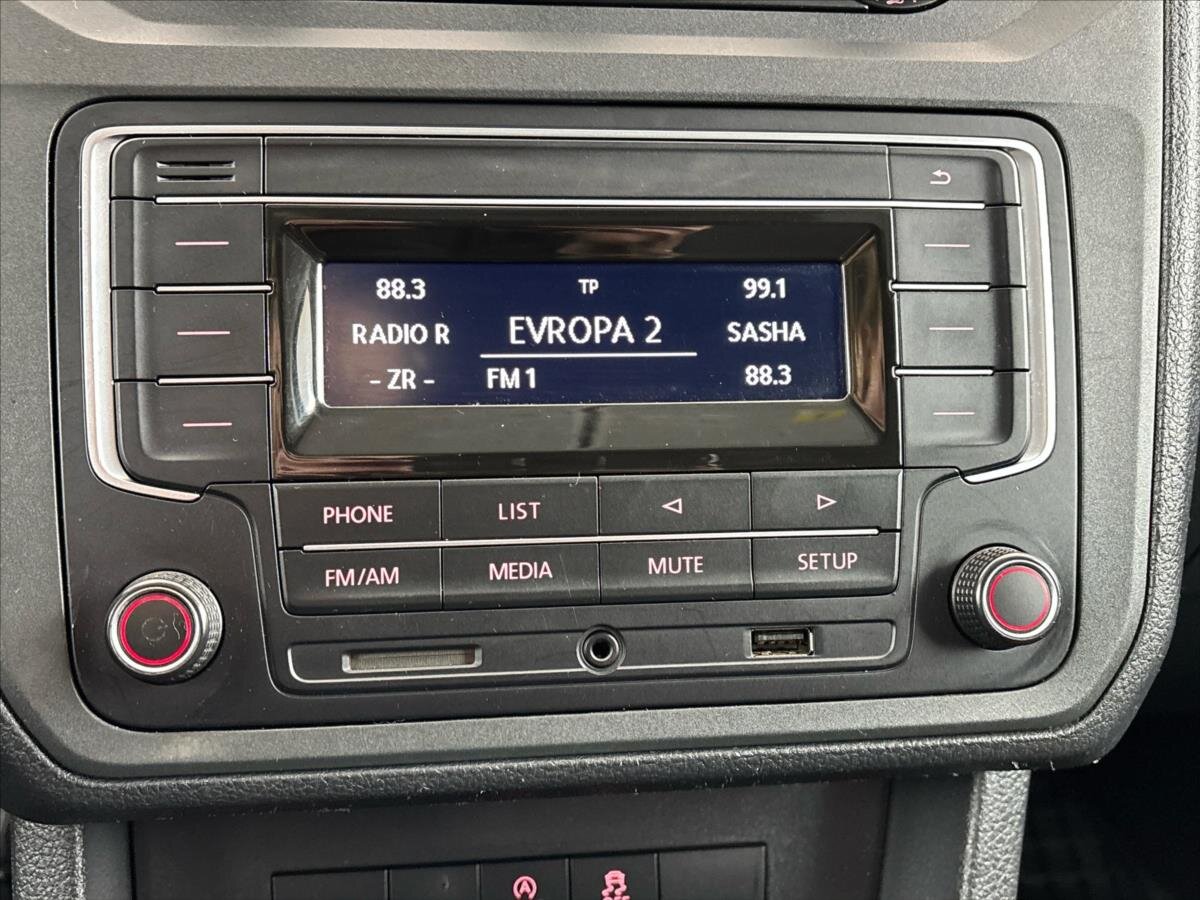 88.3 TP 99.1
RADIO R EVROPA 2 SASHA
- ZR - FM 1 88.3
PHONE LIST
FM/AM MEDIA MUTE SETUP
A
OFF